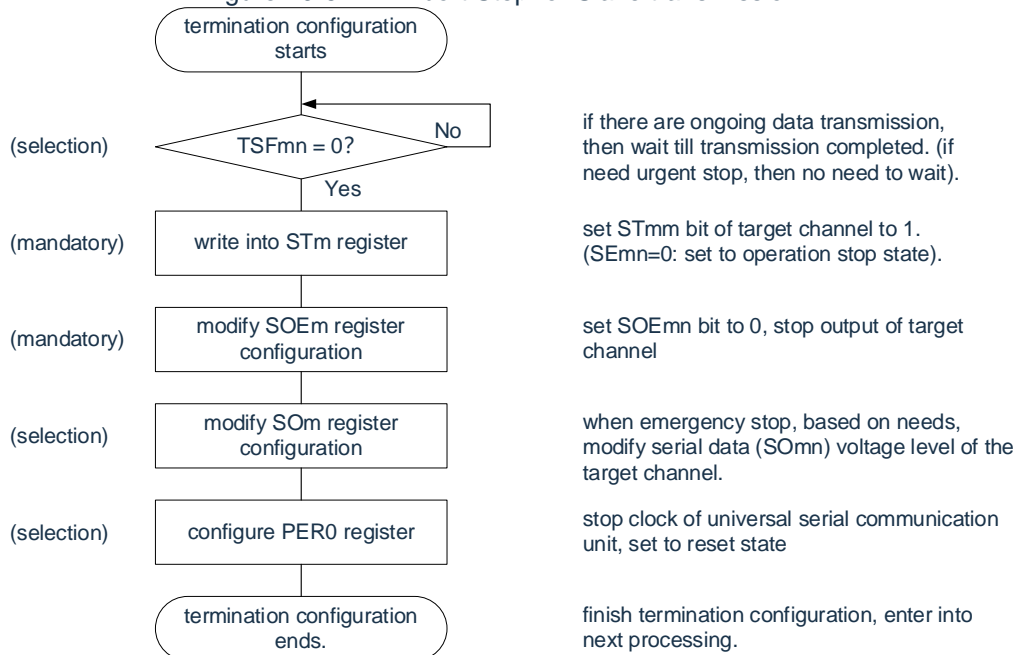 termination configuration
starts
(selection)
TSFmn = 0?
No
Yes
if there are ongoing data transmission,
then wait till transmission completed. (if
need urgent stop, then no need to wait).
(mandatory)
write into STm register
set STmm bit of target channel to 1.
(SEmn=0: set to operation stop state).
(mandatory)
modify SOEm register
configuration
set SOEmn bit to 0, stop output of target
channel
(selection)
modify SOm register
configuration
when emergency stop, based on needs,
modify serial data (SOmn) voltage level of the
target channel.
(selection)
configure PER0 register
stop clock of universal serial communication
unit, set to reset state
termination configuration
ends.
finish termination configuration, enter into
next processing.